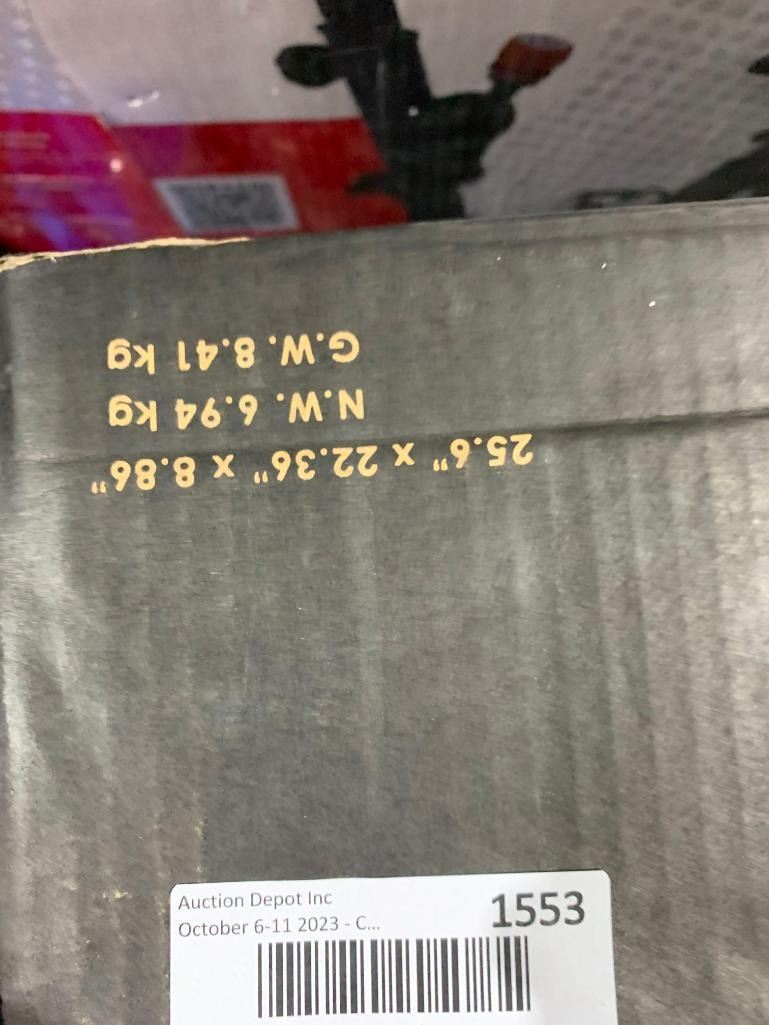 25.6" x 22.36" x 8.86"
N.W. 6.94 kg
G.W. 8.41 kg
Auction Depot Inc
October 6-11 2023 - C...
1553